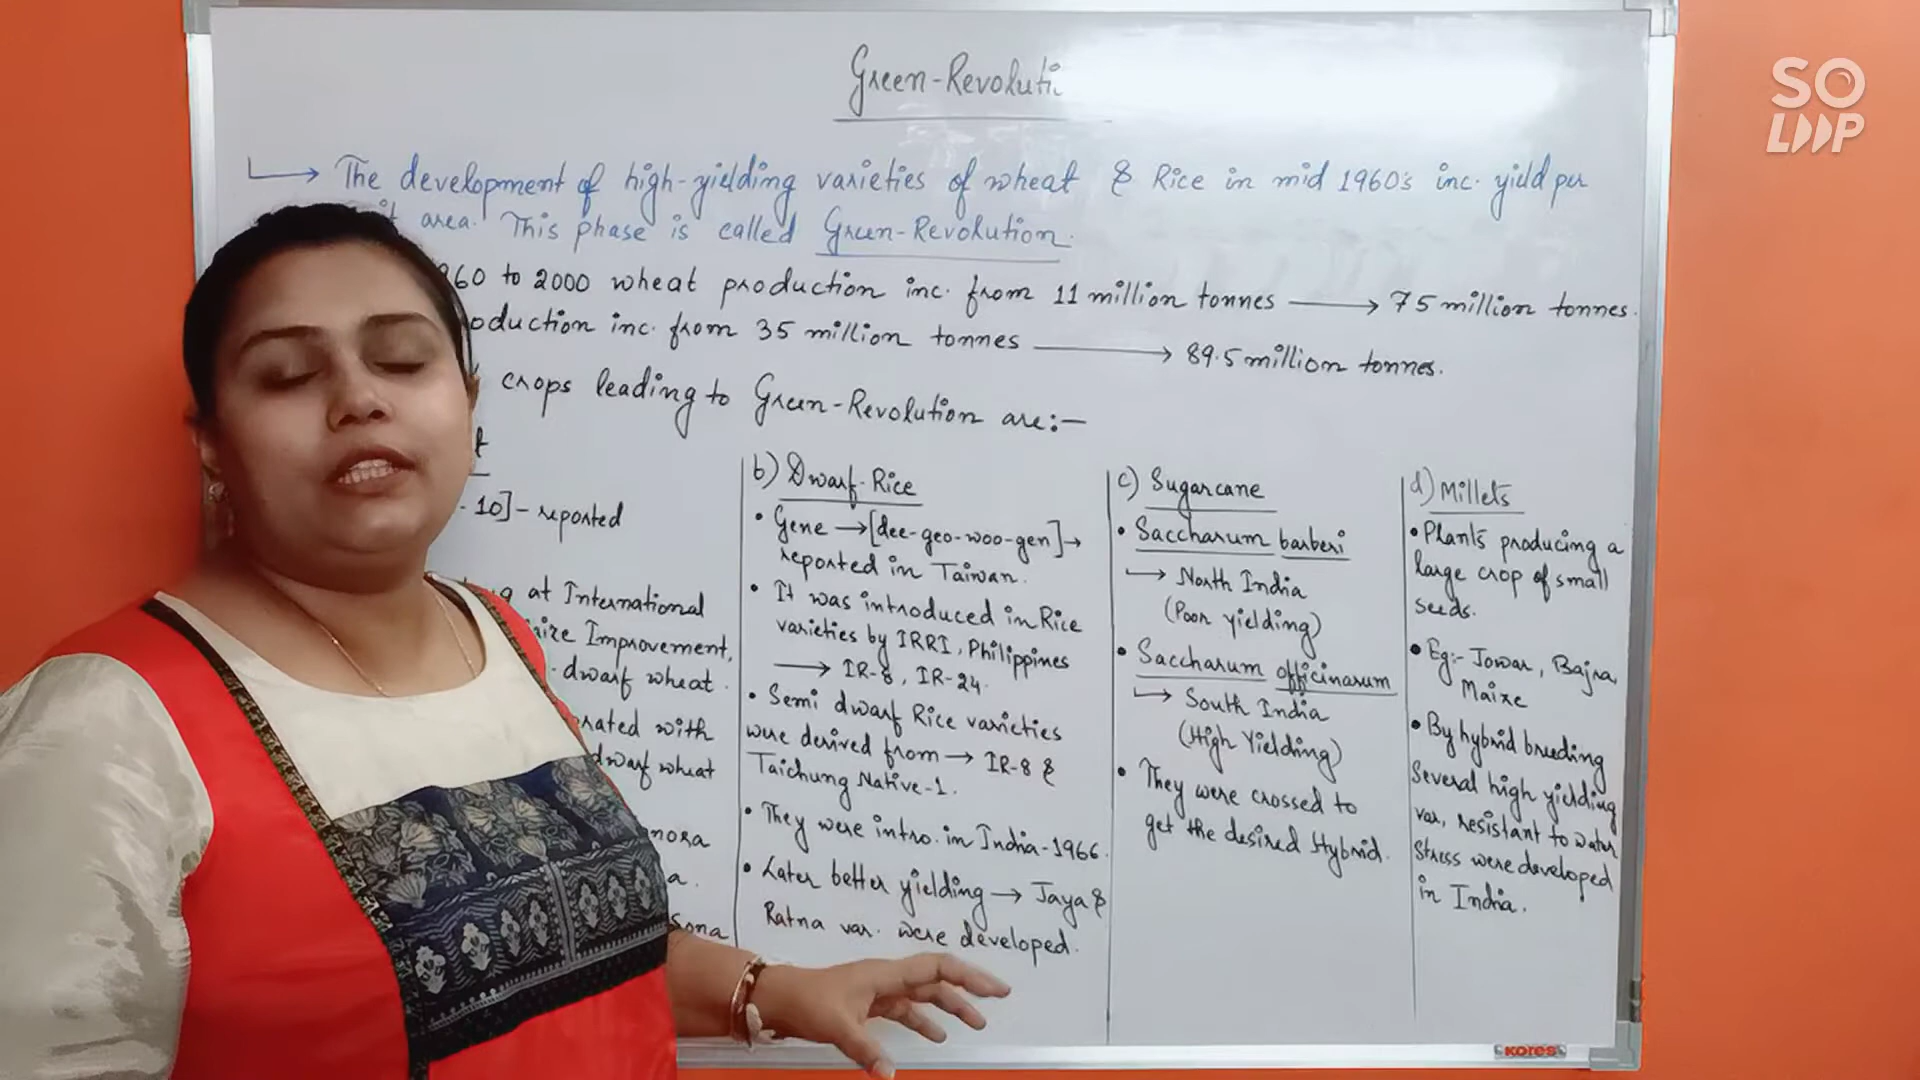 SO
LOOP
Green-Revoluti
The development of high-yielding varieties of wheat & Rice in mid 1960's inc. yield per
area. This phase is called Green-Revolution.
960 to 2000 wheat production inc. from 11 million tonnes → 75 million tonnes.
oduction inc. from 35 million tonnes → 89.5 million tonnes.
crops leading to Green-Revolution are:-
10]- reported
at International
Improvement,
dwarf wheat.
rated with
dwarf wheat
nora
a.
Sona
b) Dwarf-Rice
• Gene → [dee-geo-woo-gen] →
reported in Taiwan.
• It was introduced in Rice
varieties by IRRI, Philippines
→ IR-8, IR-24.
• Semi dwarf Rice varieties
were derived from → IR-8 &
Taichung Native-1.
• They were intro. in India-1966.
• Later better yielding → Jaya &
Ratna var. were developed.
c) Sugarcane
• Saccharum barberi
→ North India
(Poor yielding)
• Saccharum officinarum
→ South India
(High Yielding)
• They were crossed to
get the desired Hybrid.
d) Millets
• Plants producing a
large crop of small
seeds.
• Eg:- Jowar, Bajra,
Maize
• By hybrid breeding
Several high yielding
var, resistant to water
stress were developed
in India.
KORES